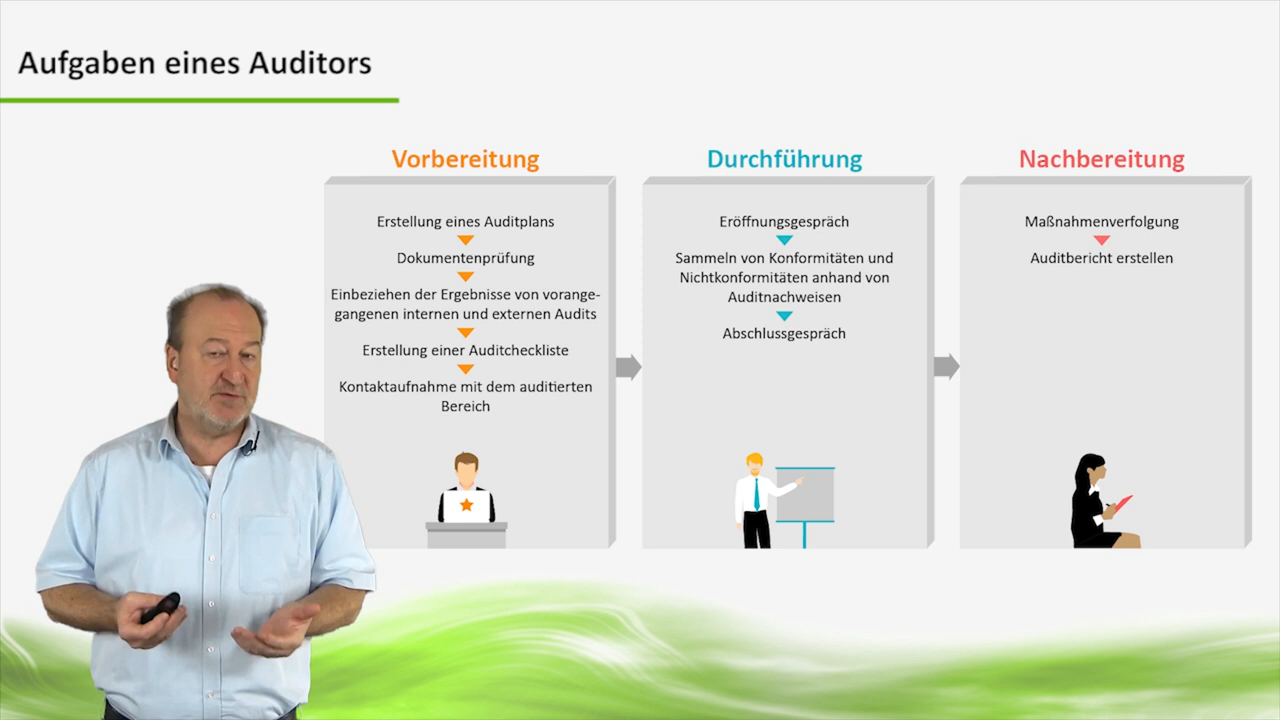 Aufgaben eines Auditors
Vorbereitung
Erstellung eines Auditplans
Dokumentenprüfung
Einbeziehen der Ergebnisse von vorange-
gangenen internen und externen Audits
Erstellung einer Auditcheckliste
Kontaktaufnahme mit dem auditierten
Bereich
Durchführung
Eröffnungsgespräch
Sammeln von Konformitäten und
Nichtkonformitäten anhand von
Auditnachweisen
Abschlussgespräch
Nachbereitung
Maßnahmenverfolgung
Auditbericht erstellen